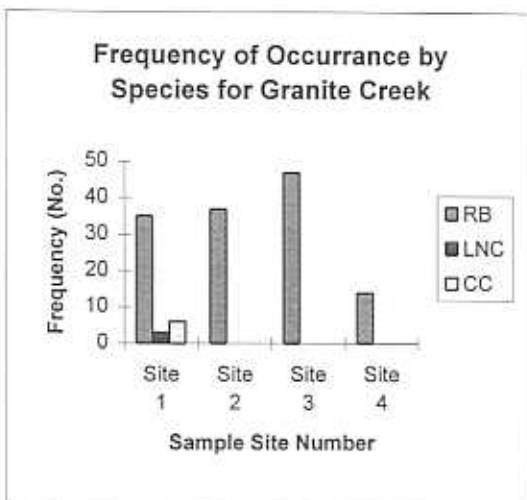 Frequency of Occurrance by
Species for Granite Creek
Frequency (No.)
50
40
30
20
10
0
Site
1
Site
2
Site
3
Site
4
Sample Site Number
RB
LNC
CC